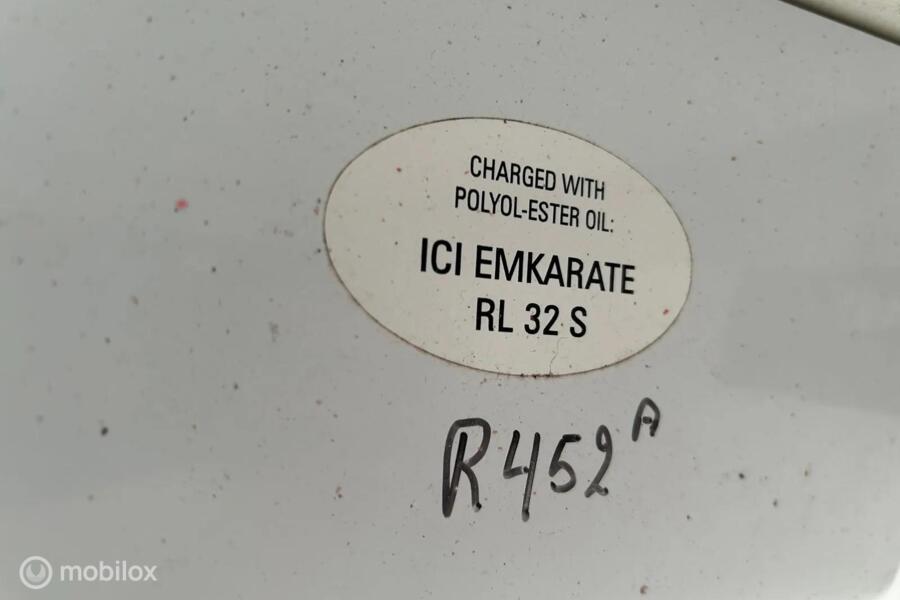 CHARGED WITH
POLYOL-ESTER OIL:
ICI EMKARATE
RL 32 S
R452A
mobilox